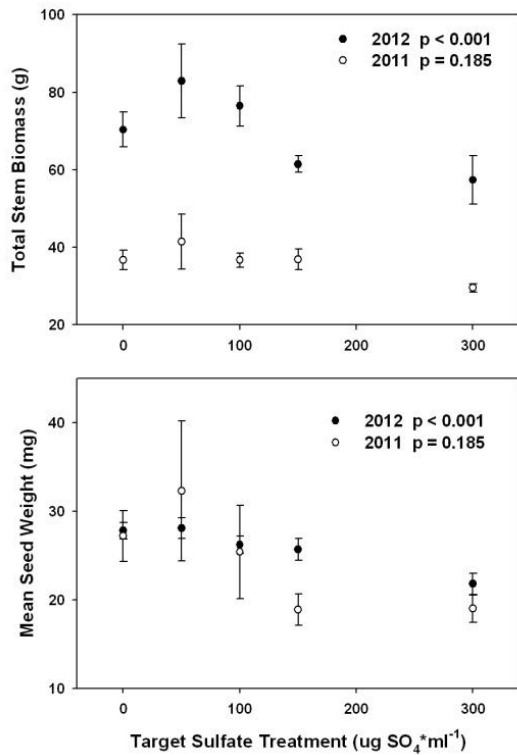 100
80
60
40
20
Total Stem Biomass (g)
2012 p < 0.001
2011 p = 0.185
0
100
200
300
40
30
20
10
Mean Seed Weight (mg)
2012 p < 0.001
2011 p = 0.185
0
100
200
300
Target Sulfate Treatment (ug SO₄*ml⁻¹)